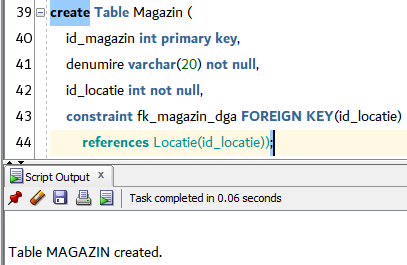 39 create Table Magazin (
40 id_magazin int primary key,
41 denumire varchar(20) not null,
42 id_locatie int not null,
43 constraint fk_magazin_dga FOREIGN KEY(id_locatie)
44 references Locatie(id_locatie));
Script Output x
Task completed in 0.06 seconds
Table MAGAZIN created.